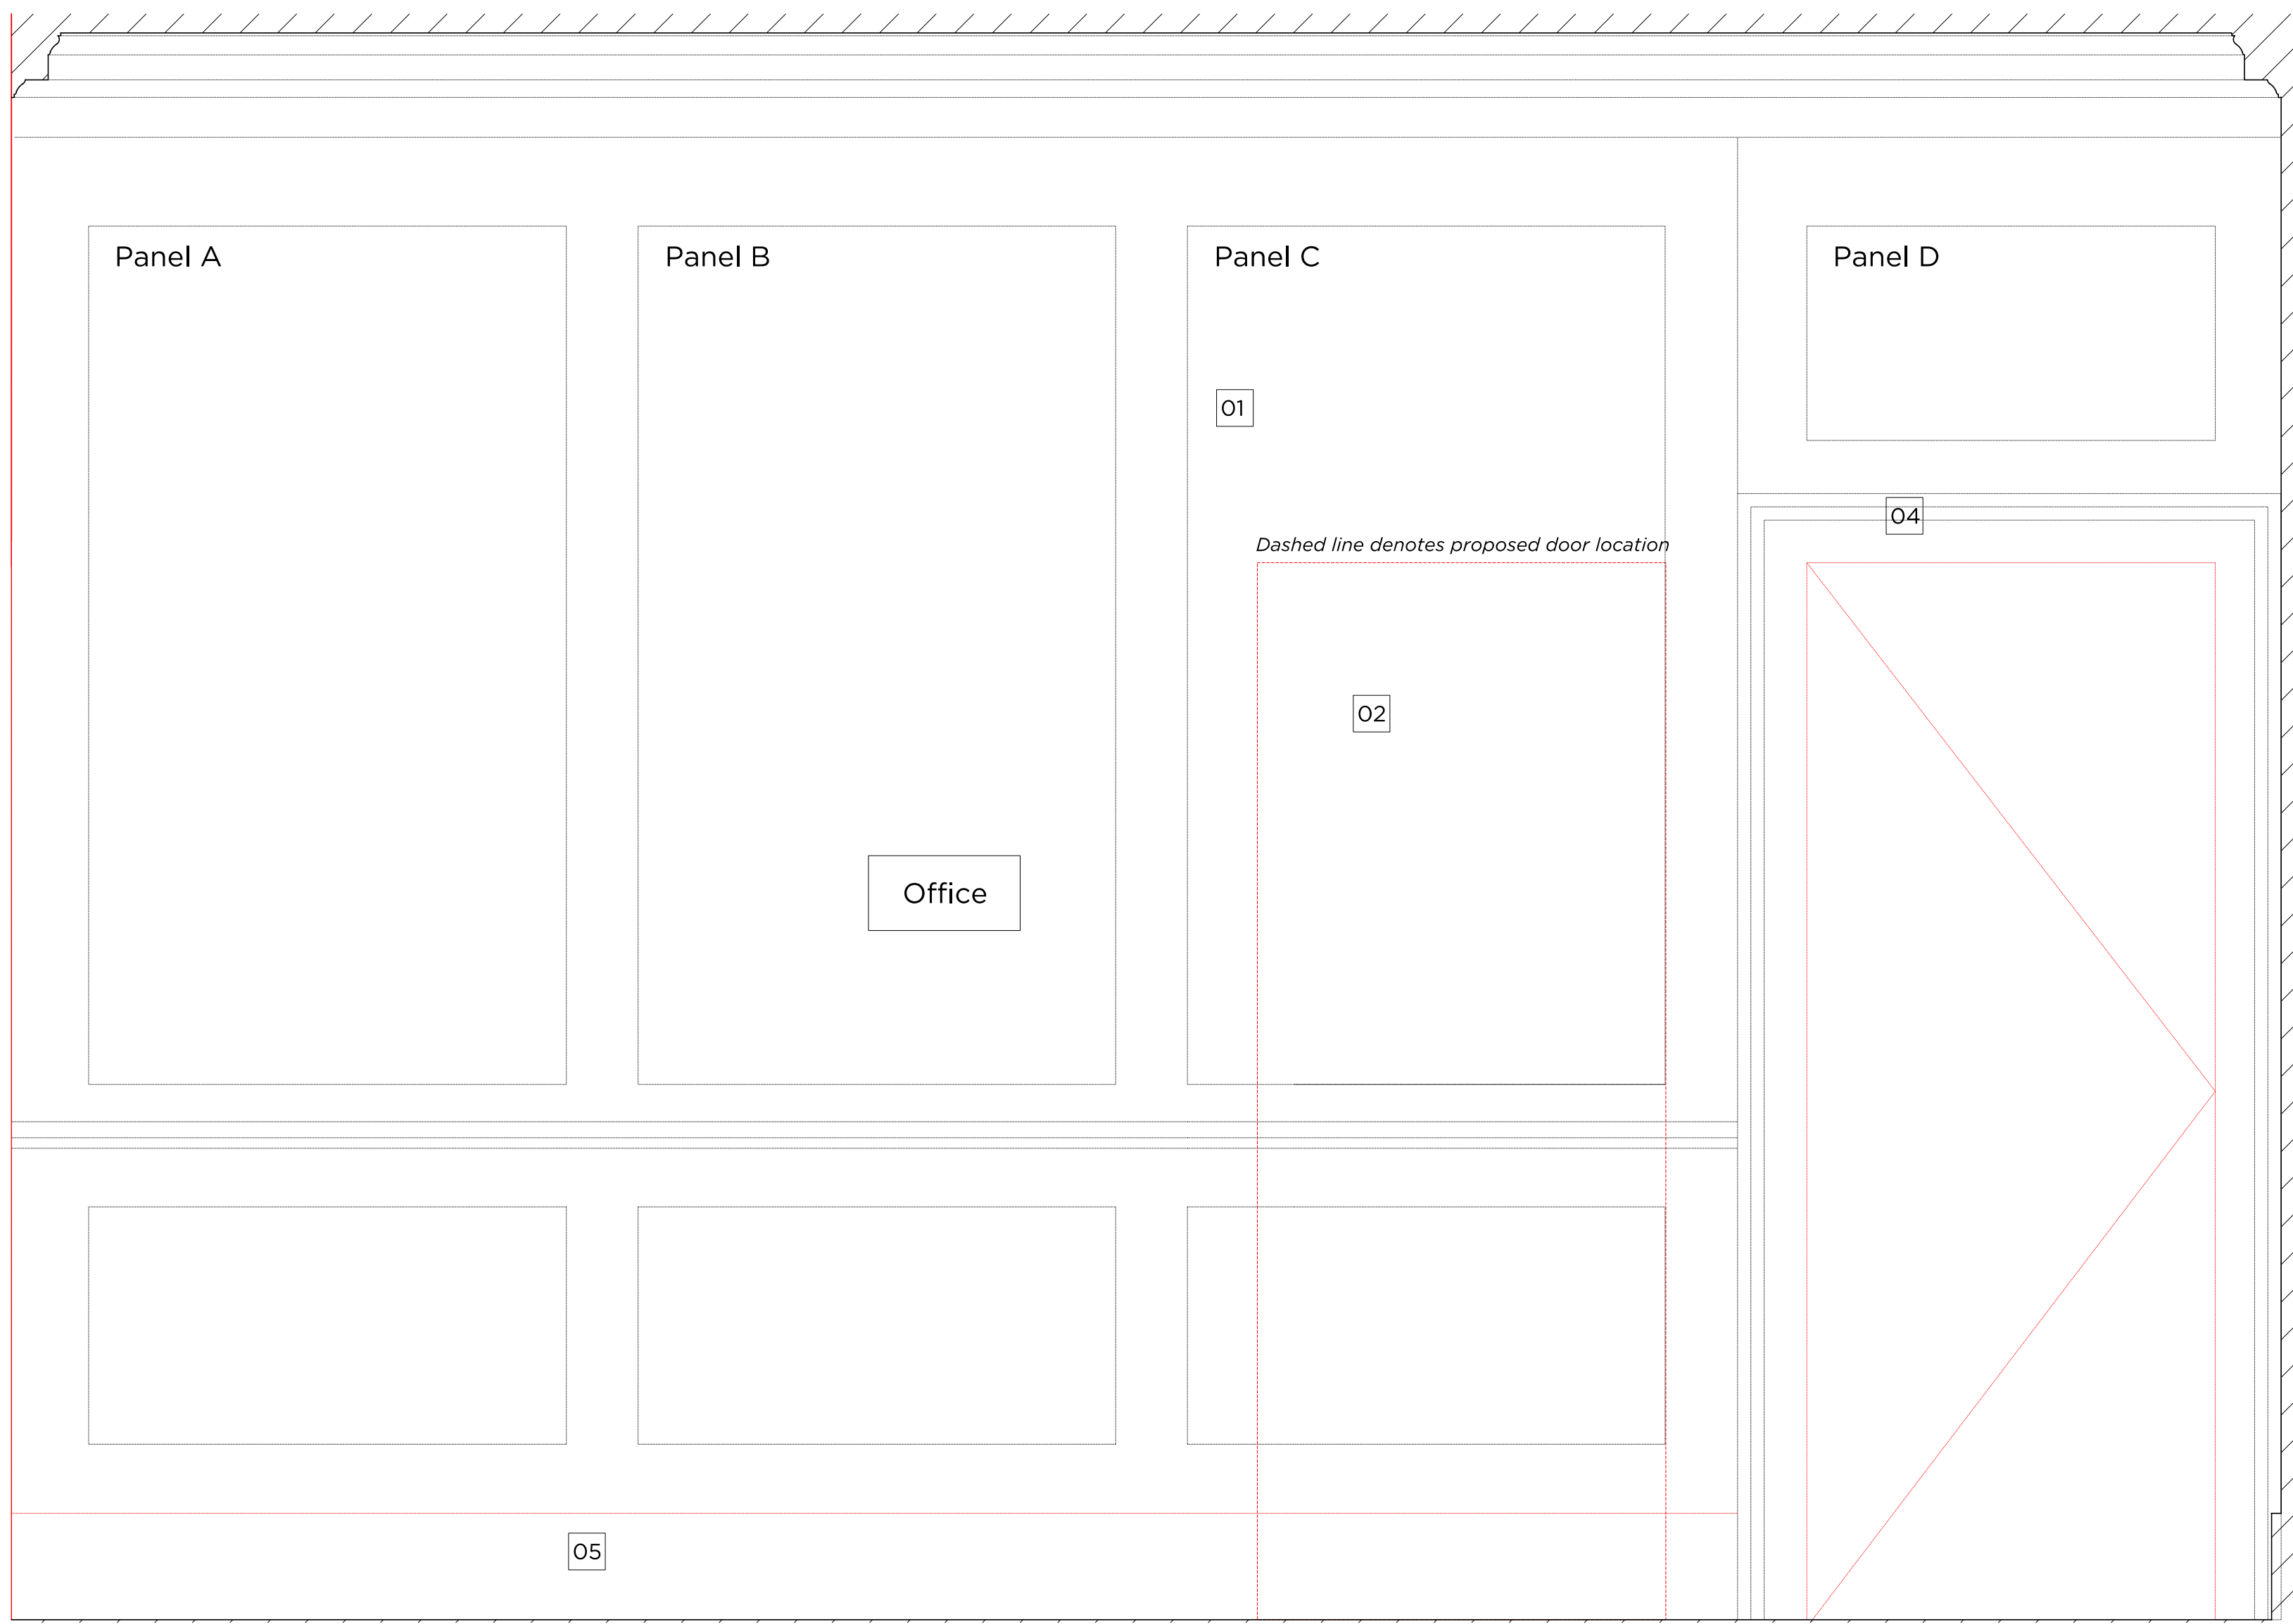 Panel A
Panel B
Panel C
Panel D
01
04
Dashed line denotes proposed door location
02
Office
05